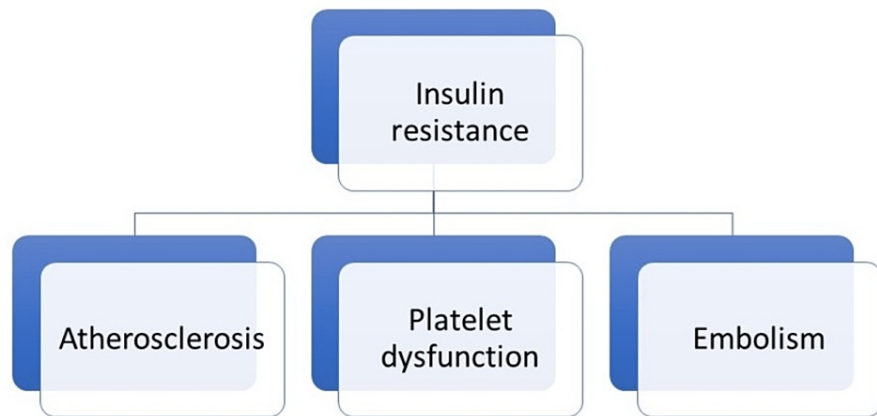 Insulin
resistance
Atherosclerosis
Platelet
dysfunction
Embolism